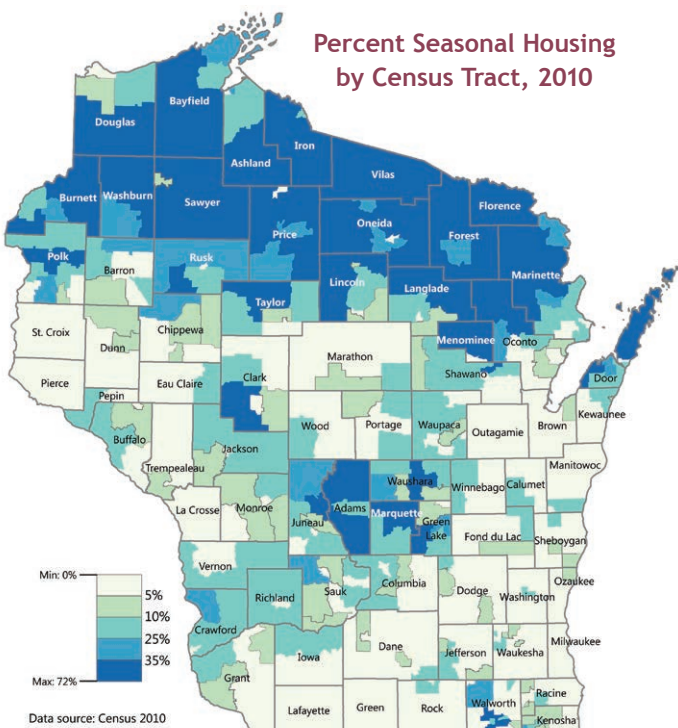 Percent Seasonal Housing
by Census Tract, 2010
Bayfield
Douglas
Iron
Ashland
Vilas
Burnett
Washburn
Sawyer
Florence
Oneida
Price
Forest
Polk
Rusk
Barron
Marinette
Lincoln
Langlade
Taylor
St. Croix
Chippewa
Menominee
Oconto
Dunn
Marathon
Clark
Shawano
Door
Pierce
Eau Claire
Pepin
Kewaunee
Buffalo
Wood
Portage
Waupaca
Outagamie
Brown
Jackson
Trempealeau
Manitowoc
Waushara
Winnebago
Calumet
La Crosse
Monroe
Adams
Marquette
Juneau
Green
Lake
Fond du Lac
Sheboygan
Vernon
Min: 0%
5%
10%
25%
35%
Max: 72%
Richland
Sauk
Columbia
Dodge
Ozaukee
Washington
Crawford
Iowa
Dane
Jefferson
Waukesha
Milwaukee
Grant
Lafayette
Green
Rock
Walworth
Racine
Kenosha
Data source: Census 2010